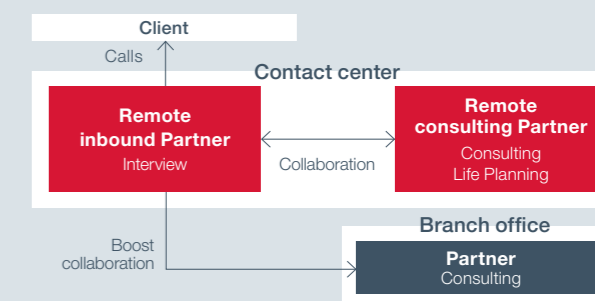 Client
Calls
Contact center
Remote
inbound Partner
Interview
Collaboration
Remote
consulting Partner
Consulting
Life Planning
Branch office
Boost
collaboration
Partner
Consulting